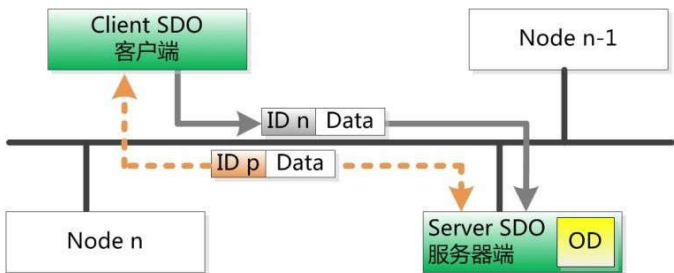 Client SDO
客户端
Node n-1
ID n Data
ID p Data
Node n
Server SDO
服务器端
OD